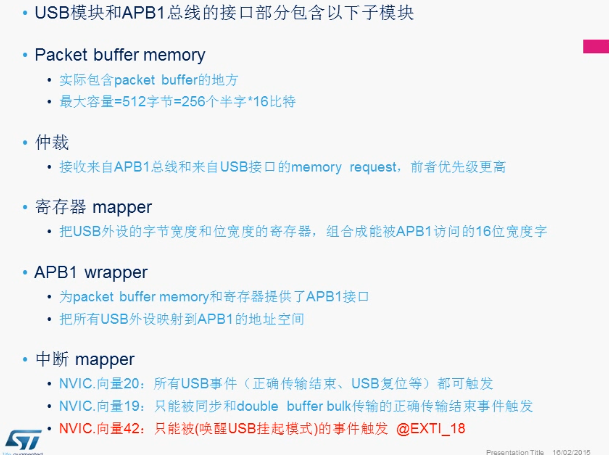 • USB模块和APB1总线的接口部分包含以下子模块
• Packet buffer memory
• 实际包含packet buffer的地方
• 最大容量=512字节=256个半字*16比特
• 仲裁
• 接收来自APB1总线和来自USB接口的memory request，前者优先级更高
• 寄存器 mapper
• 把USB外设的字节宽度和位宽度的寄存器，组合成能被APB1访问的16位宽度字
• APB1 wrapper
• 为packet buffer memory和寄存器提供了APB1接口
• 把所有USB外设映射到APB1的地址空间
• 中断 mapper
• NVIC.向量20：所有USB事件（正确传输结束、USB复位等）都可触发
• NVIC.向量19：只能被同步和double buffer bulk传输的正确传输结束事件触发
• NVIC.向量42：只能被(唤醒USB挂起模式)的事件触发 @EXTI_18
ST
life.augmented
Presentation Title 16/02/2015